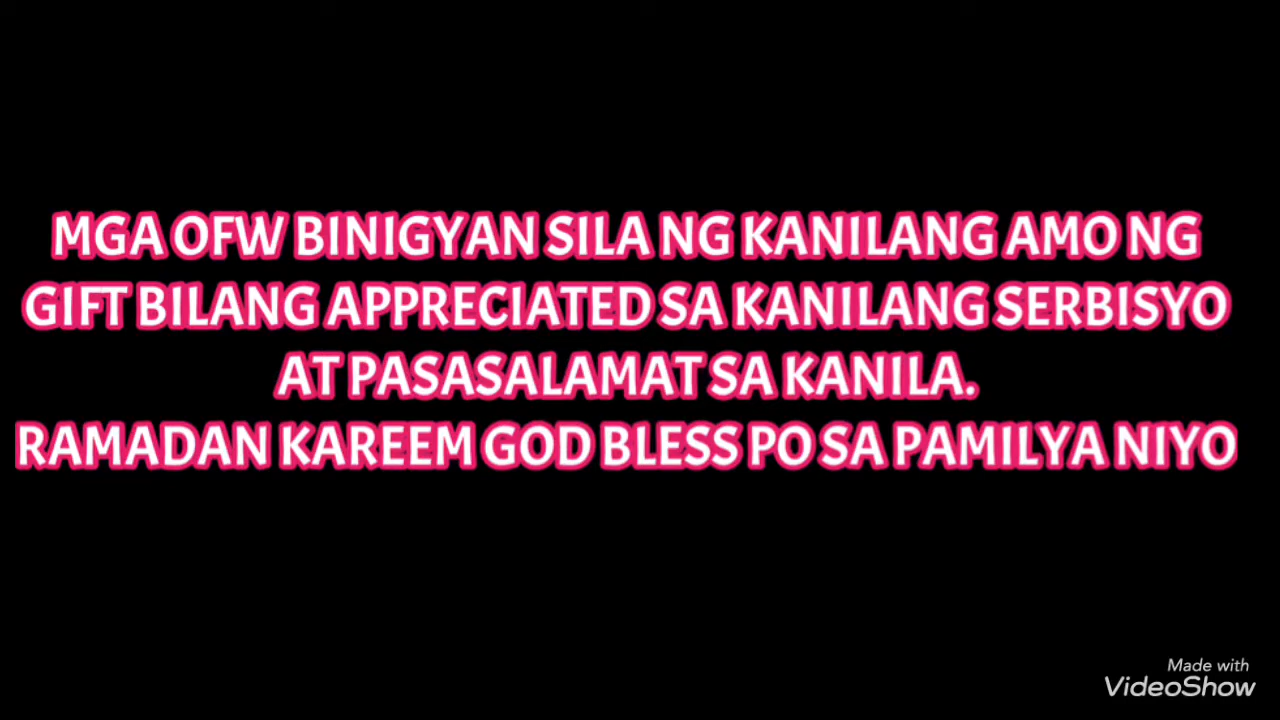 MGA OFW BINIGYAN SILA NG KANILANG AMO NG
GIFT BILANG APPRECIATED SA KANILANG SERBISYO
AT PASASALAMAT SA KANILA.
RAMADAN KAREEM GOD BLESS PO SA PAMILYA NIYO
Made with
VideoShow